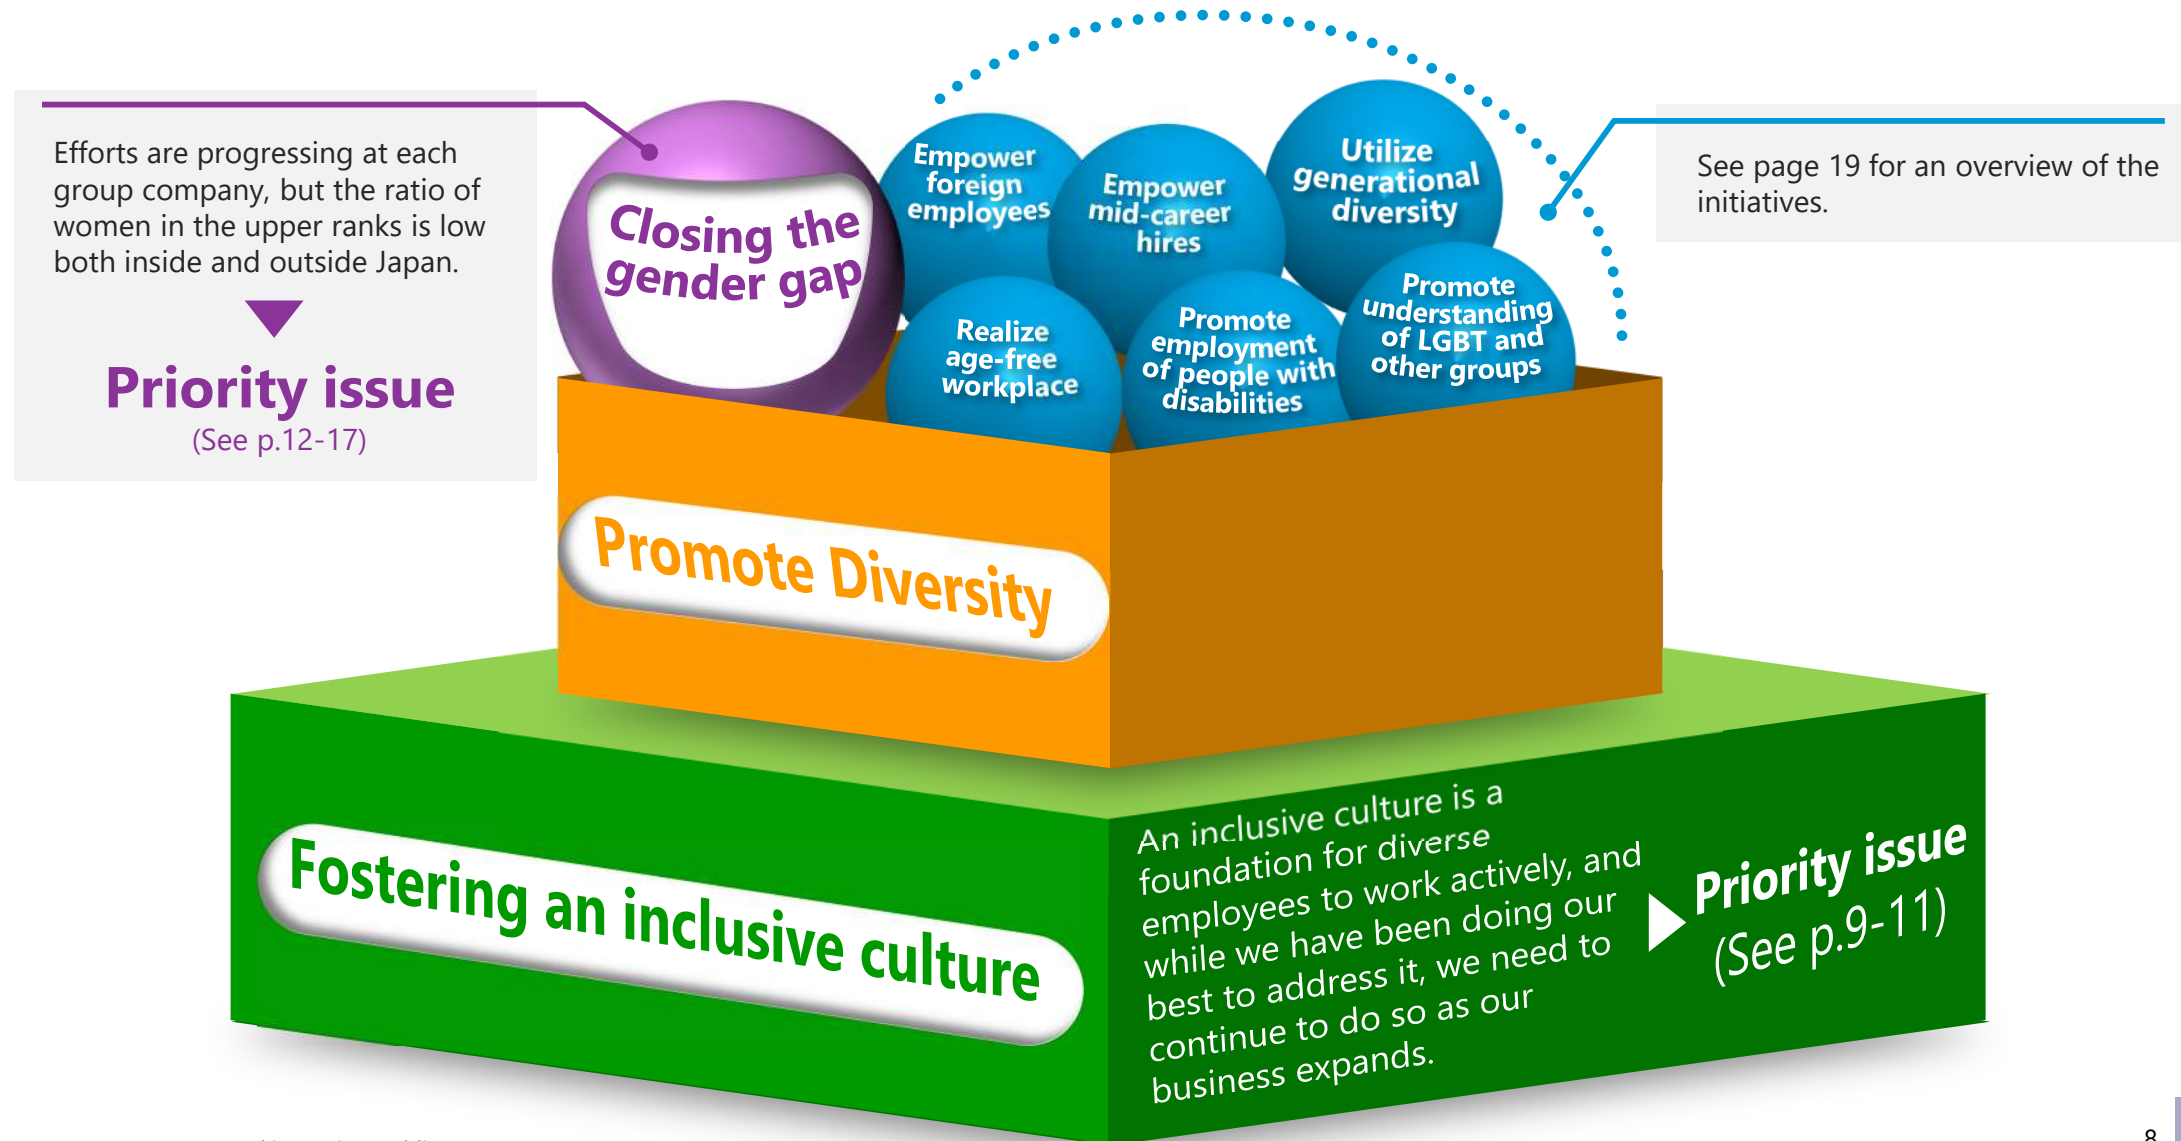 Efforts are progressing at each
group company, but the ratio of
women in the upper ranks is low
both inside and outside Japan.
Priority issue
(See p.12-17)
Closing the
gender gap
Empower
foreign
employees
Empower
mid-career
hires
Utilize
generational
diversity
Realize
age-free
workplace
Promote
employment
of people with
disabilities
Promote
understanding
of LGBT and
other groups
See page 19 for an overview of the
initiatives.
Promote Diversity
Fostering an inclusive culture
An inclusive culture is a
foundation for diverse
employees to work actively, and
while we have been doing our
best to address it, we need to
continue to do so as our
business expands.
Priority issue
(See p.9-11)
8